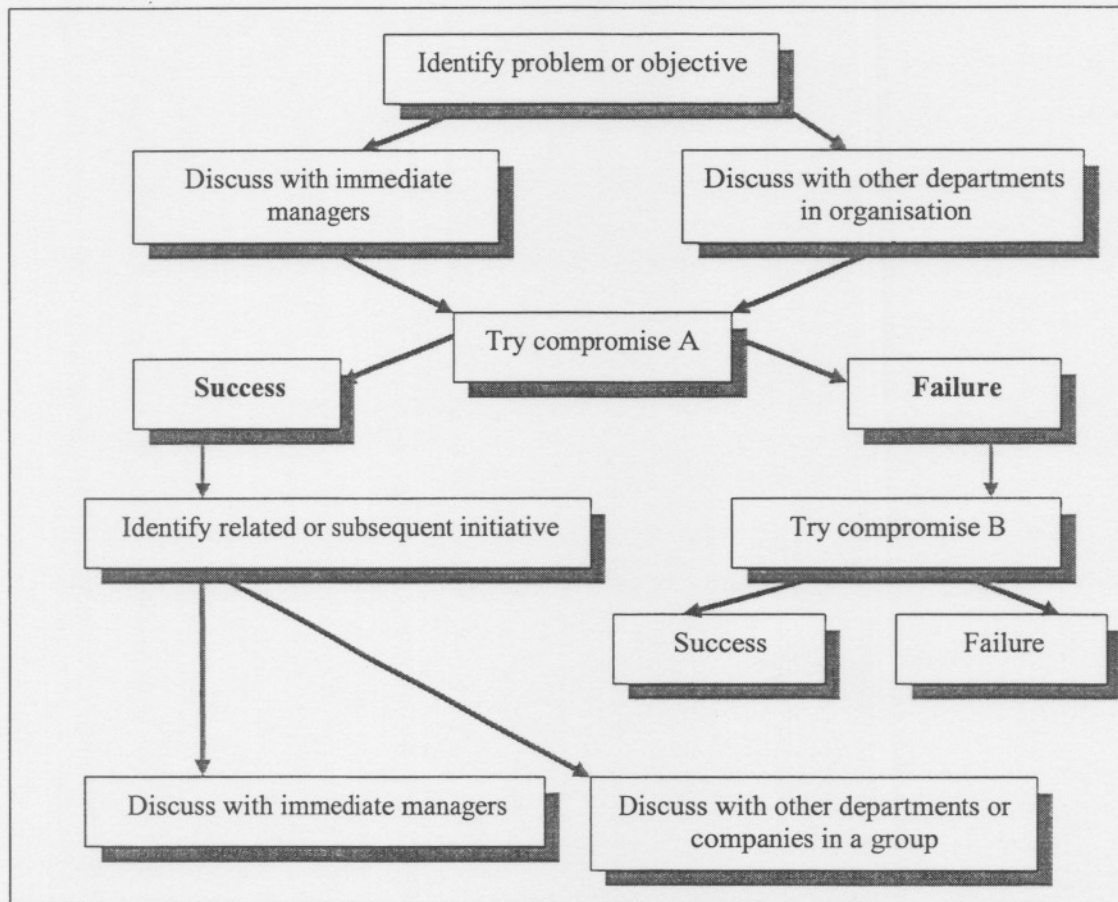 Identify problem or objective
Discuss with immediate
managers
Discuss with other departments
in organisation
Try compromise A
Success
Failure
Identify related or subsequent initiative
Try compromise B
Success
Failure
Discuss with immediate managers
Discuss with other departments or
companies in a group